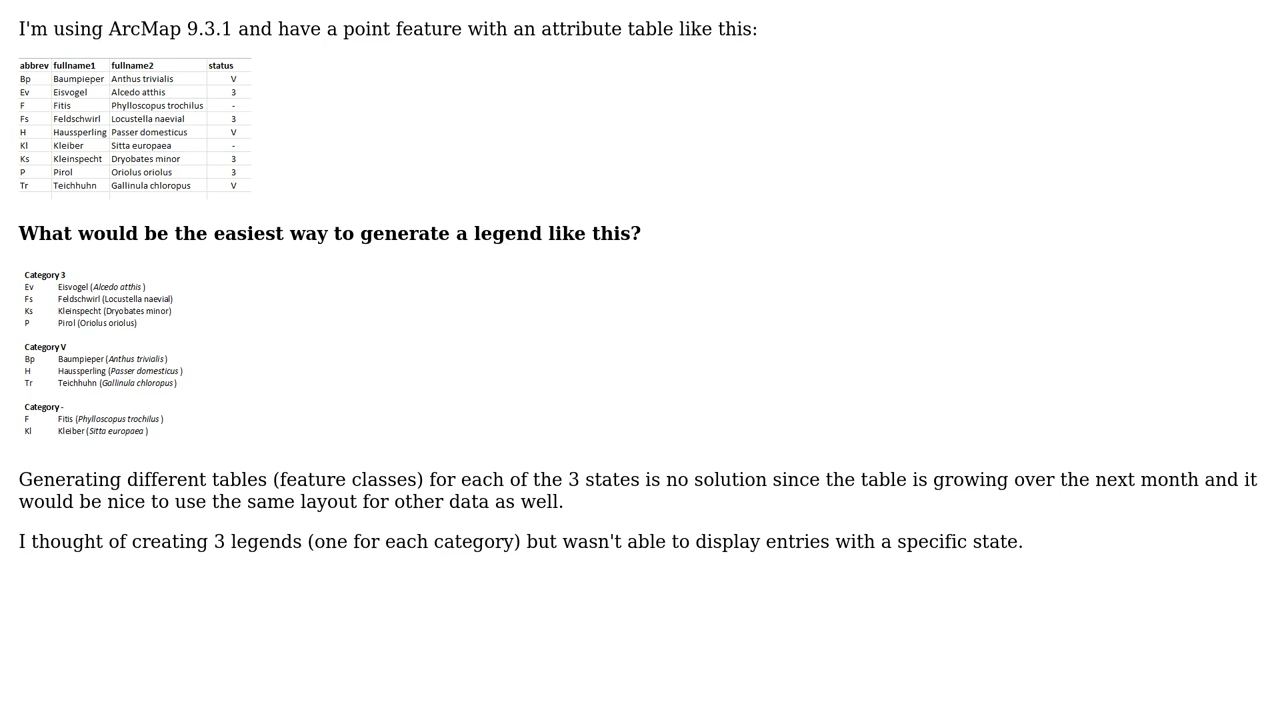 I'm using ArcMap 9.3.1 and have a point feature with an attribute table like this:
abbrev fullname1 fullname2 status
Bp Baumpieper Anthus trivialis V
Ev Eisvogel Alcedo atthis 3
F Fitis Phylloscopus trochilus -
Fs Feldschwirl Locustella naevial 3
H Haussperling Passer domesticus V
Kl Kleiber Sitta europaea -
Ks Kleinspecht Dryobates minor 3
P Pirol Oriolus oriolus 3
Tr Teichhuhn Gallinula chloropus V
What would be the easiest way to generate a legend like this?
Category 3
Ev Eisvogel (Alcedo atthis )
Fs Feldschwirl (Locustella naevial)
Ks Kleinspecht (Dryobates minor)
P Pirol (Oriolus oriolus)
Category V
Bp Baumpieper (Anthus trivialis )
H Haussperling (Passer domesticus )
Tr Teichhuhn (Gallinula chloropus )
Category -
F Fitis (Phylloscopus trochilus )
Kl Kleiber (Sitta europaea )
Generating different tables (feature classes) for each of the 3 states is no solution since the table is growing over the next month and it
would be nice to use the same layout for other data as well.
I thought of creating 3 legends (one for each category) but wasn't able to display entries with a specific state.